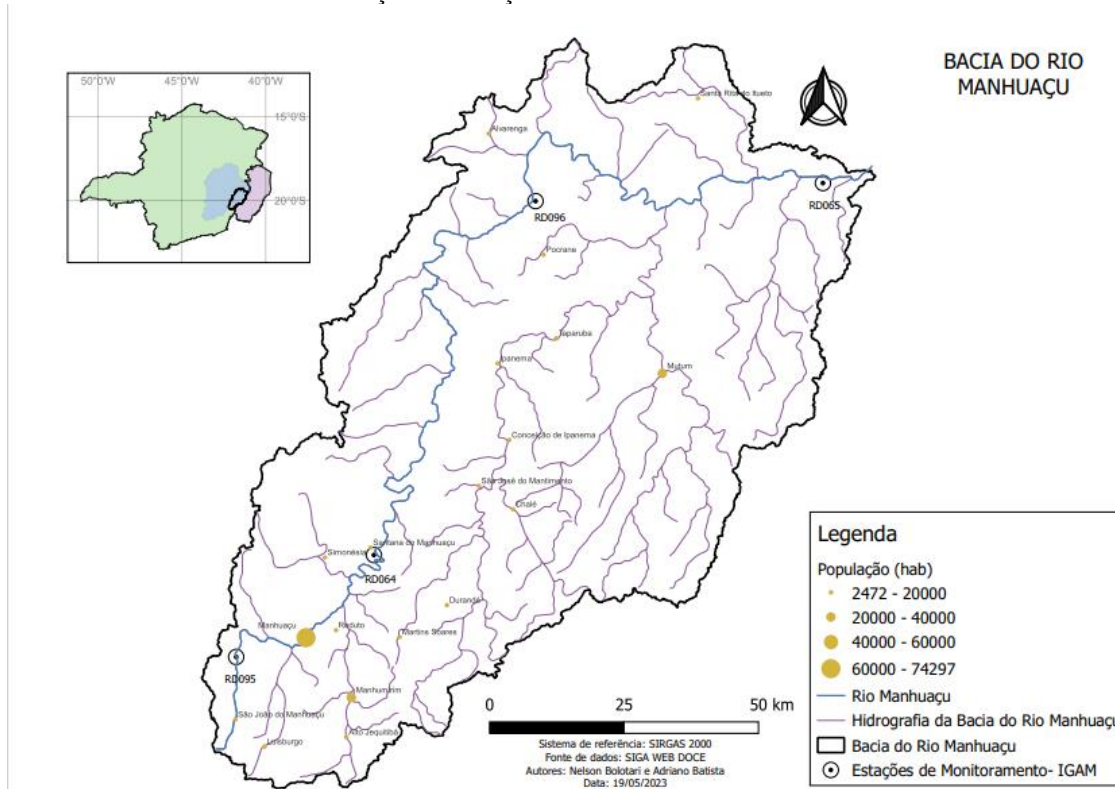 BACIA DO RIO
MANHUAÇU
50°0'W 45°0'W 40°0'W
15°0'S
20°0'S
Santa Rita do Itueto
Alvarenga
RD065
RD096
Pocrane
Taparuba
Ipanema
Mutum
Conceição de Ipanema
São José do Mantimento
Chalé
Santana do Manhuaçu
Simonésia
RD064
Durandé
Manhuaçu
Reduto
Martins Soares
RD095
Manhumirim
São João do Manhuaçu
Alto Jequitibá
Luisburgo
0 25 50 km
Sistema de referência: SIRGAS 2000
Fonte de dados: SIGA WEB DOCE
Autores: Nelson Bolotari e Adriano Batista
Data: 19/05/2023
Legenda
População (hab)
2472 - 20000
20000 - 40000
40000 - 60000
60000 - 74297
Rio Manhuaçu
Hidrografia da Bacia do Rio Manhuaçu
Bacia do Rio Manhuaçu
Estações de Monitoramento- IGAM